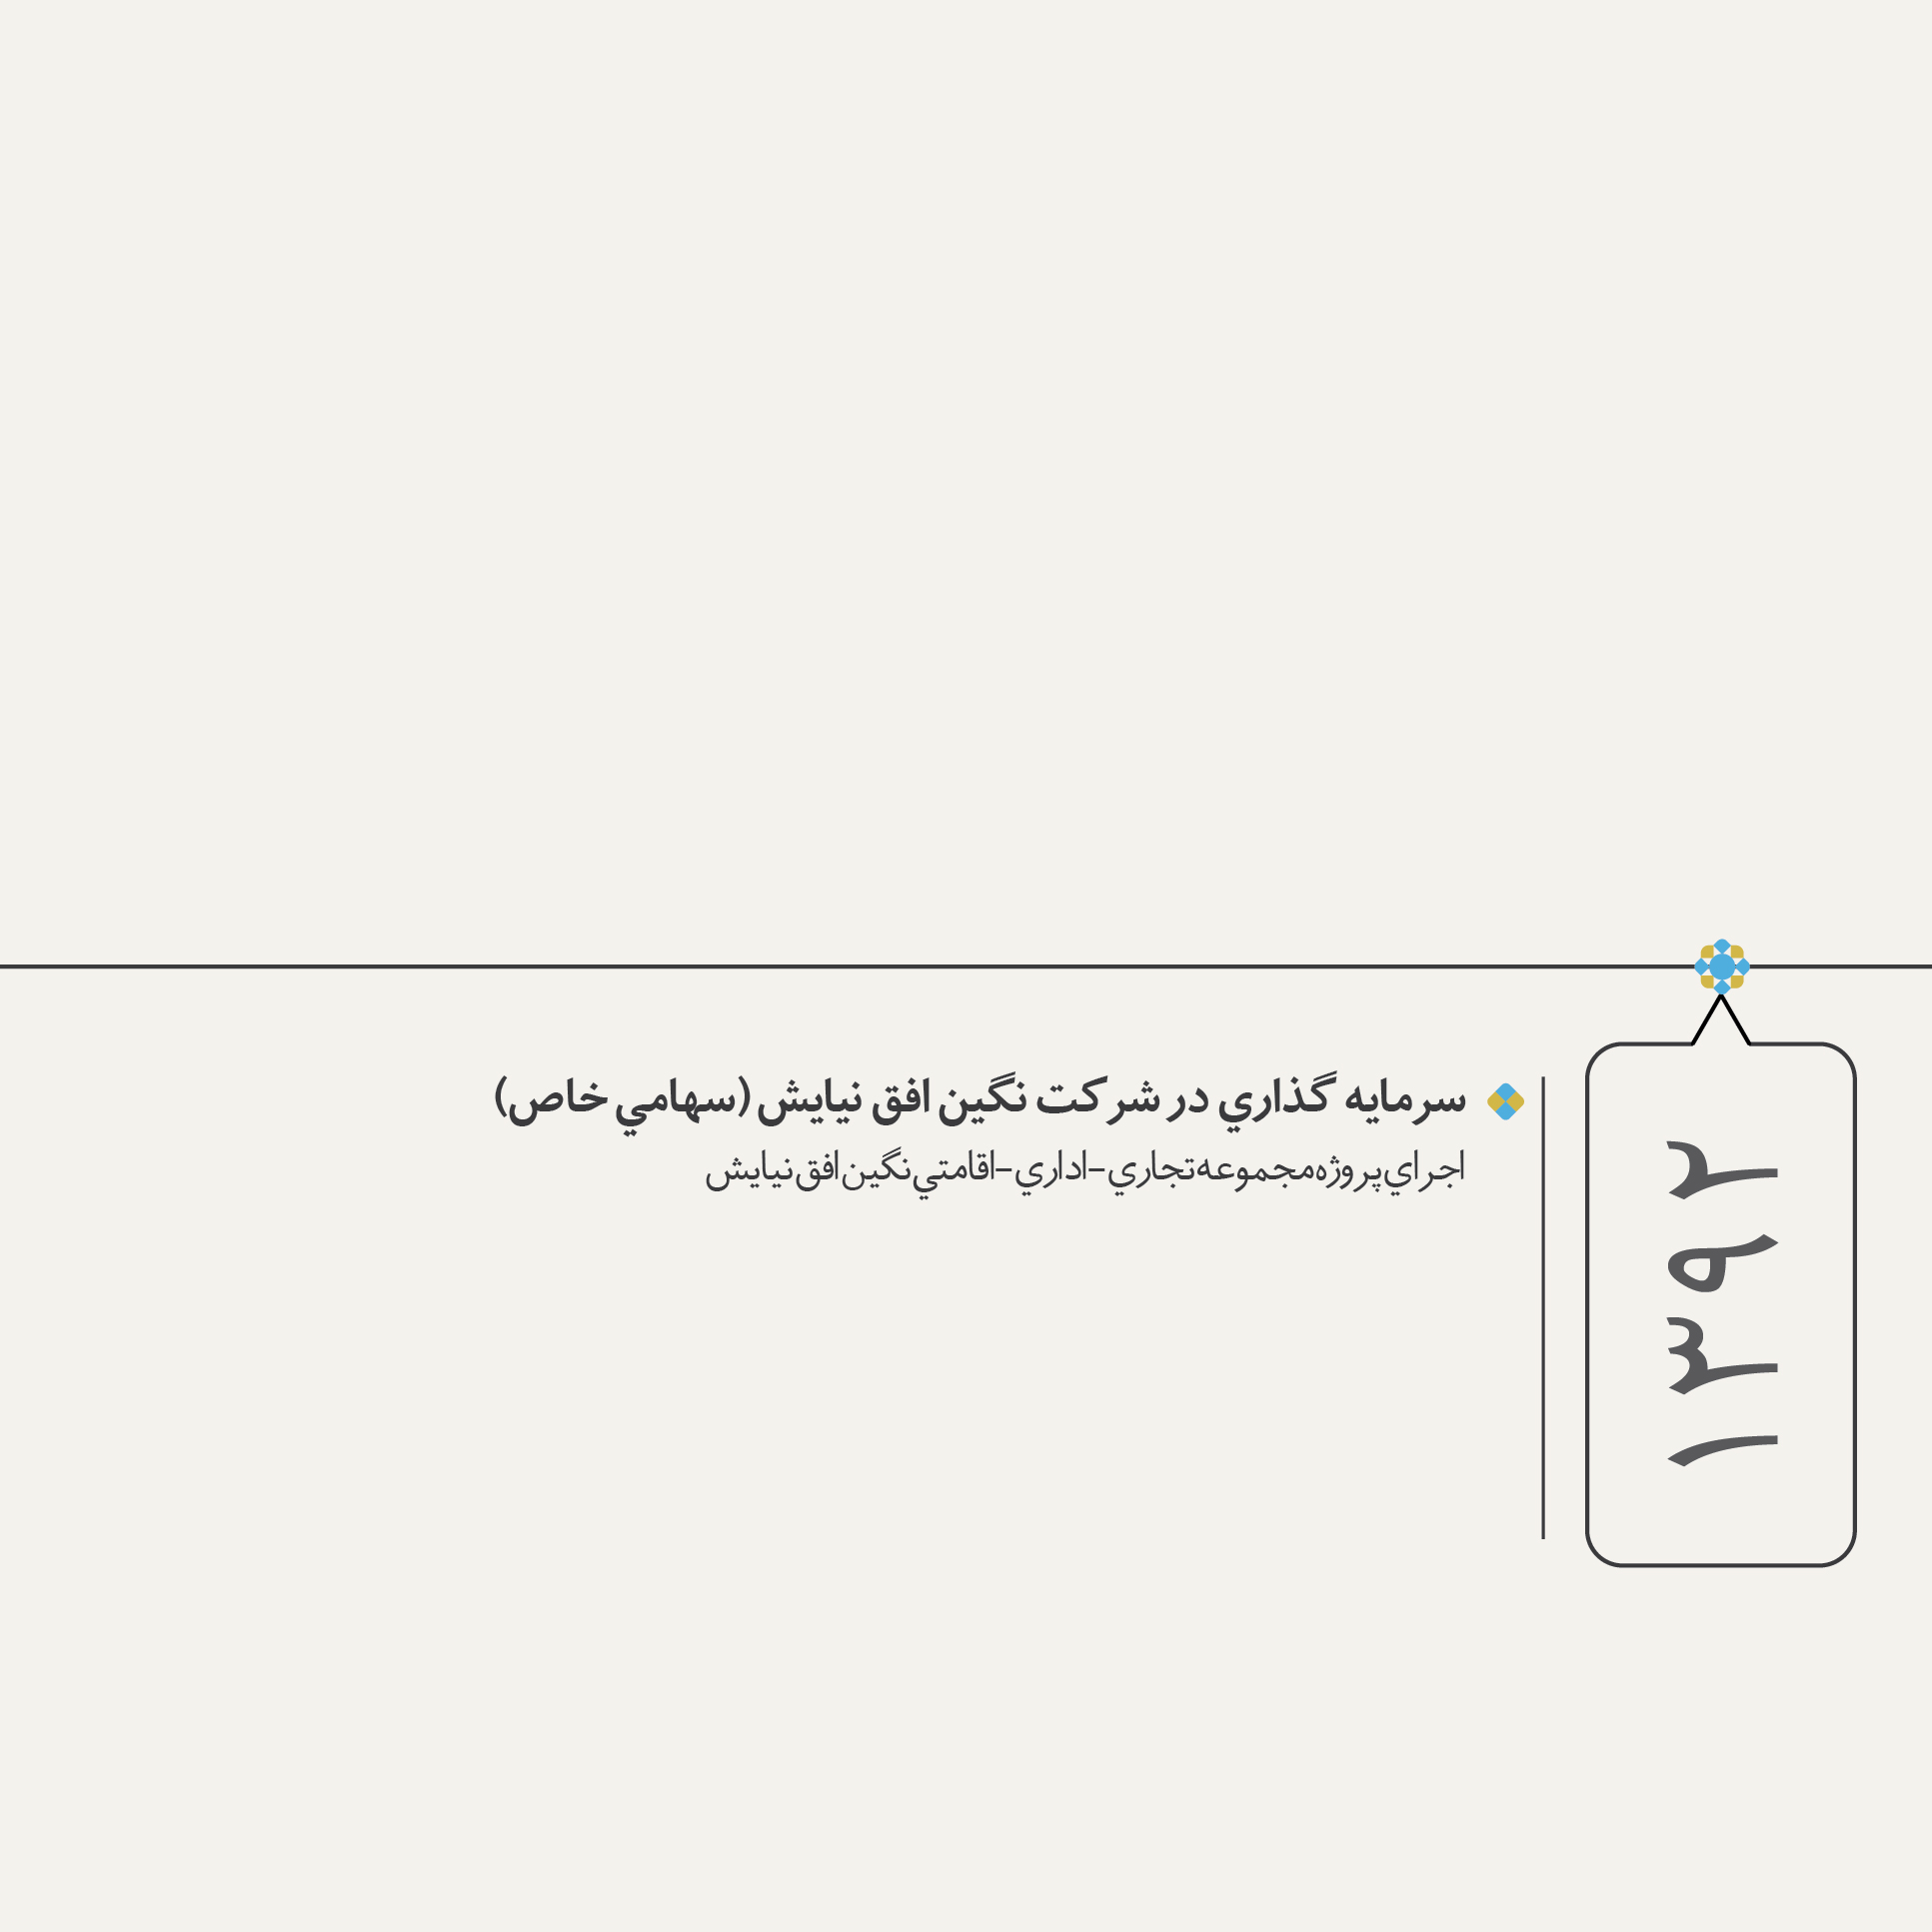 ۱۳۹۲
سرمايه گذاري در شركت نگين افق نيايش (سهامي خاص)
اجراي پروژه مجموعه تجاري-اداري-اقامتي نگين افق نيايش